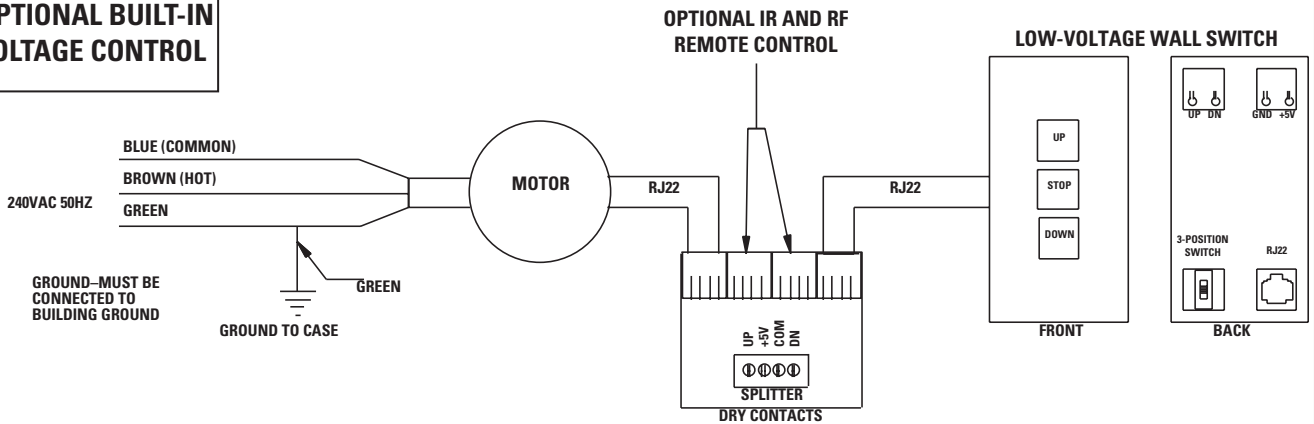 PTIONAL BUILT-IN
OLTAGE CONTROL
OPTIONAL IR AND RF
REMOTE CONTROL
LOW-VOLTAGE WALL SWITCH
240VAC 50HZ
BLUE (COMMON)
BROWN (HOT)
GREEN
GROUND–MUST BE
CONNECTED TO
BUILDING GROUND
GREEN
GROUND TO CASE
MOTOR
RJ22
RJ22
UP
+5V
COM
DN
SPLITTER
DRY CONTACTS
UP
STOP
DOWN
FRONT
UP DN
GND +5V
3-POSITION
SWITCH
RJ22
BACK